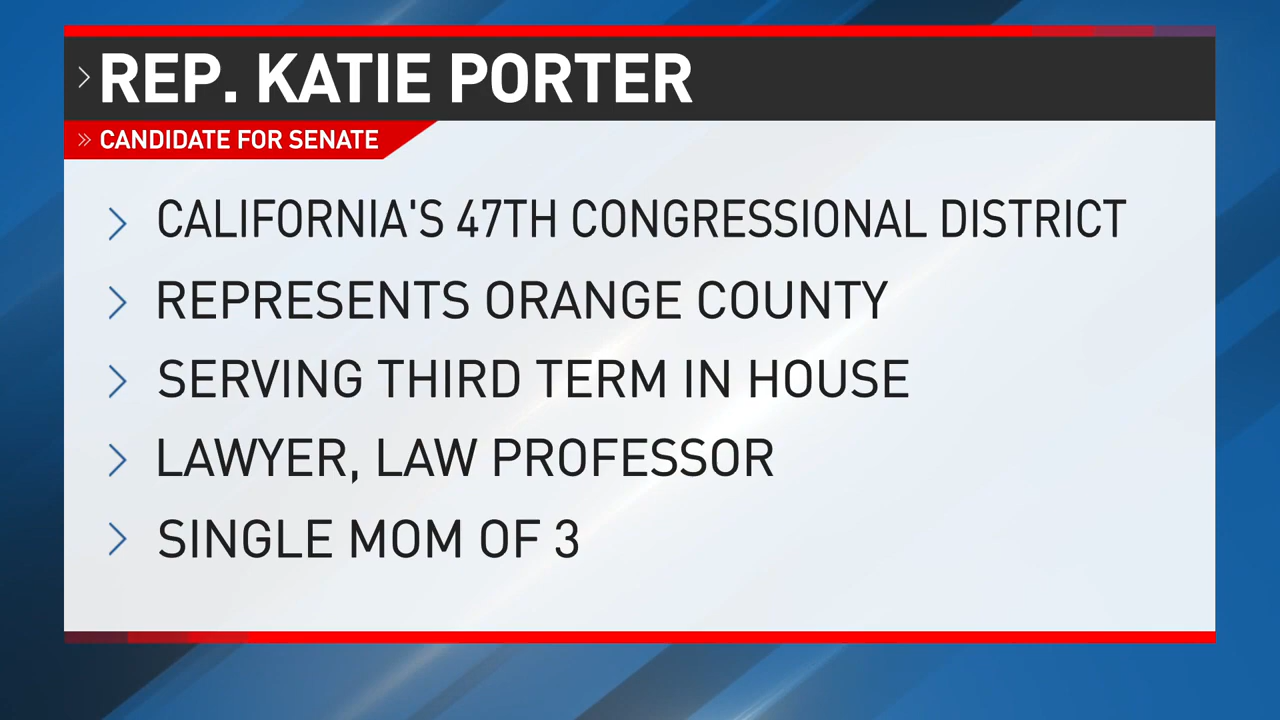 REP. KATIE PORTER
CANDIDATE FOR SENATE
CALIFORNIA'S 47TH CONGRESSIONAL DISTRICT
REPRESENTS ORANGE COUNTY
SERVING THIRD TERM IN HOUSE
LAWYER, LAW PROFESSOR
SINGLE MOM OF 3